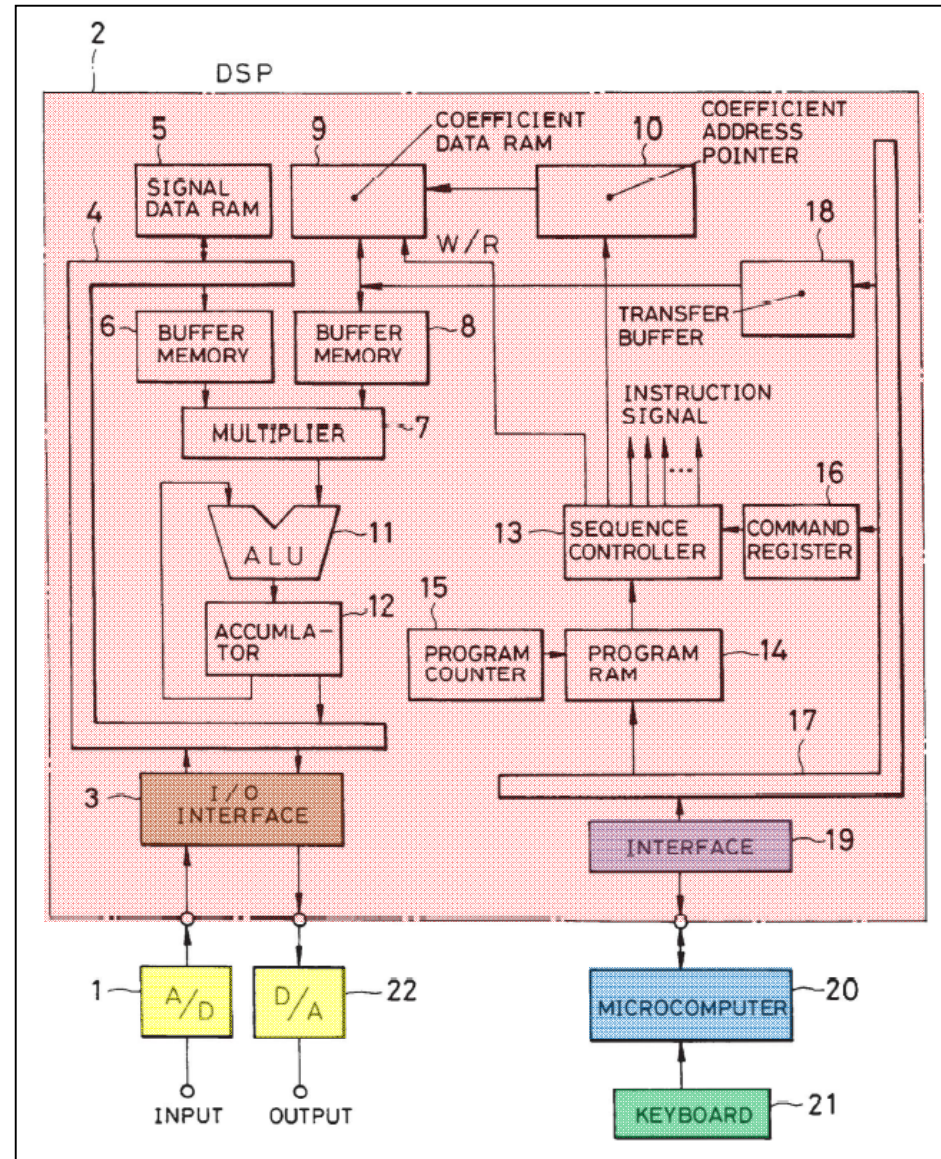 2
DSP
5
SIGNAL
DATA RAM
9
COEFFICIENT
DATA RAM
10
COEFFICIENT
ADDRESS
POINTER
4
W/R
18
TRANSFER
BUFFER
6
BUFFER
MEMORY
BUFFER
MEMORY
8
MULTIPLIER
7
INSTRUCTION
SIGNAL
...
ALU
11
13
SEQUENCE
CONTROLLER
16
COMMAND
REGISTER
12
ACCUMLA-
TOR
15
PROGRAM
COUNTER
PROGRAM
RAM
14
17
3
I/O
INTERFACE
INTERFACE
19
1
A/D
D/A
22
MICROCOMPUTER
20
INPUT
OUTPUT
KEYBOARD
21